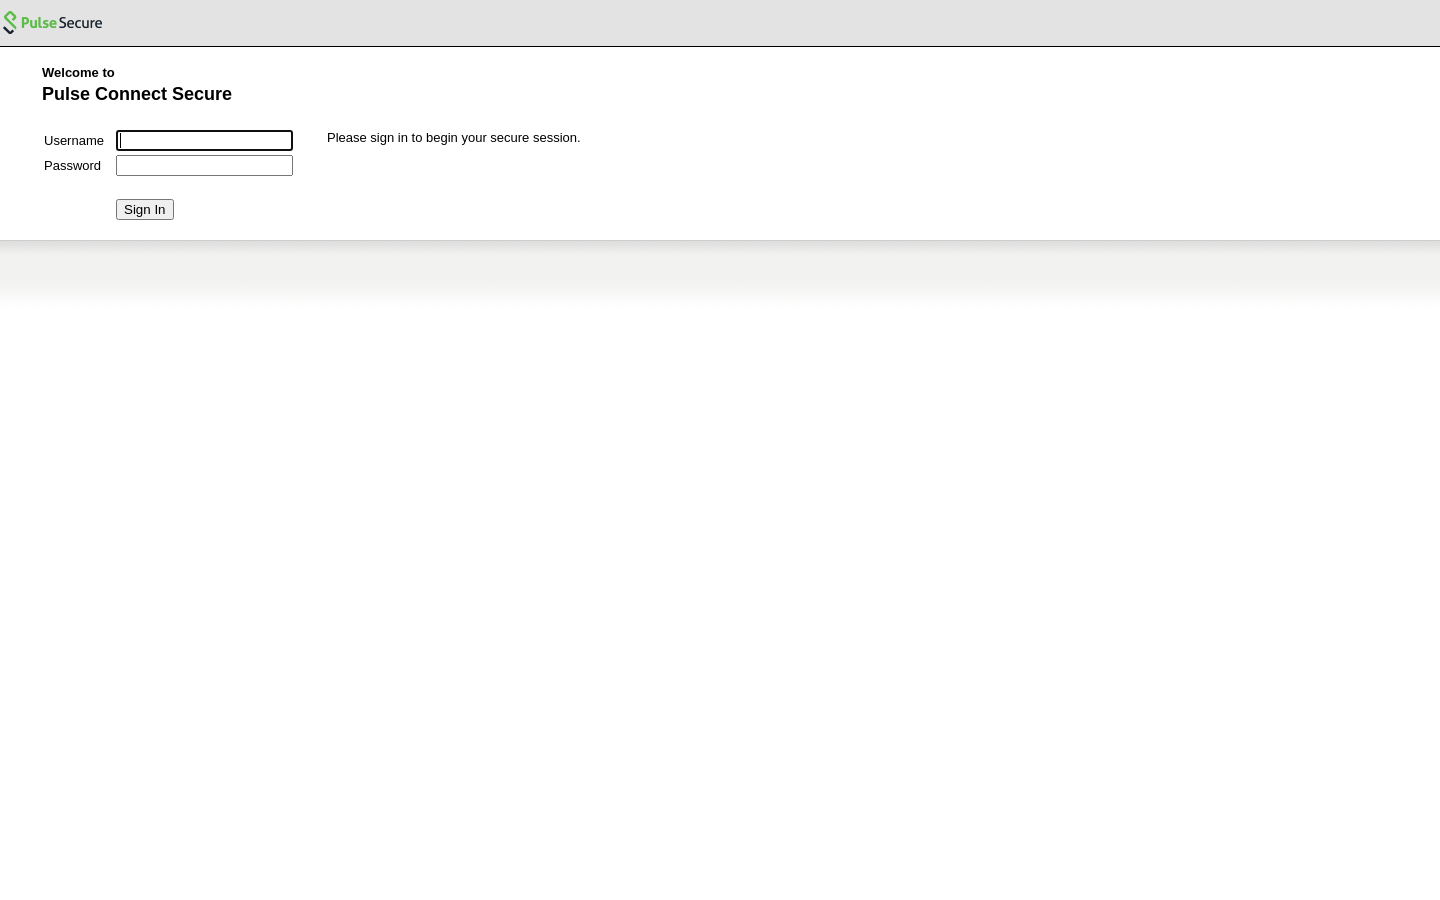 Pulse Secure
Welcome to
Pulse Connect Secure
Username
Please sign in to begin your secure session.
Password
Sign In